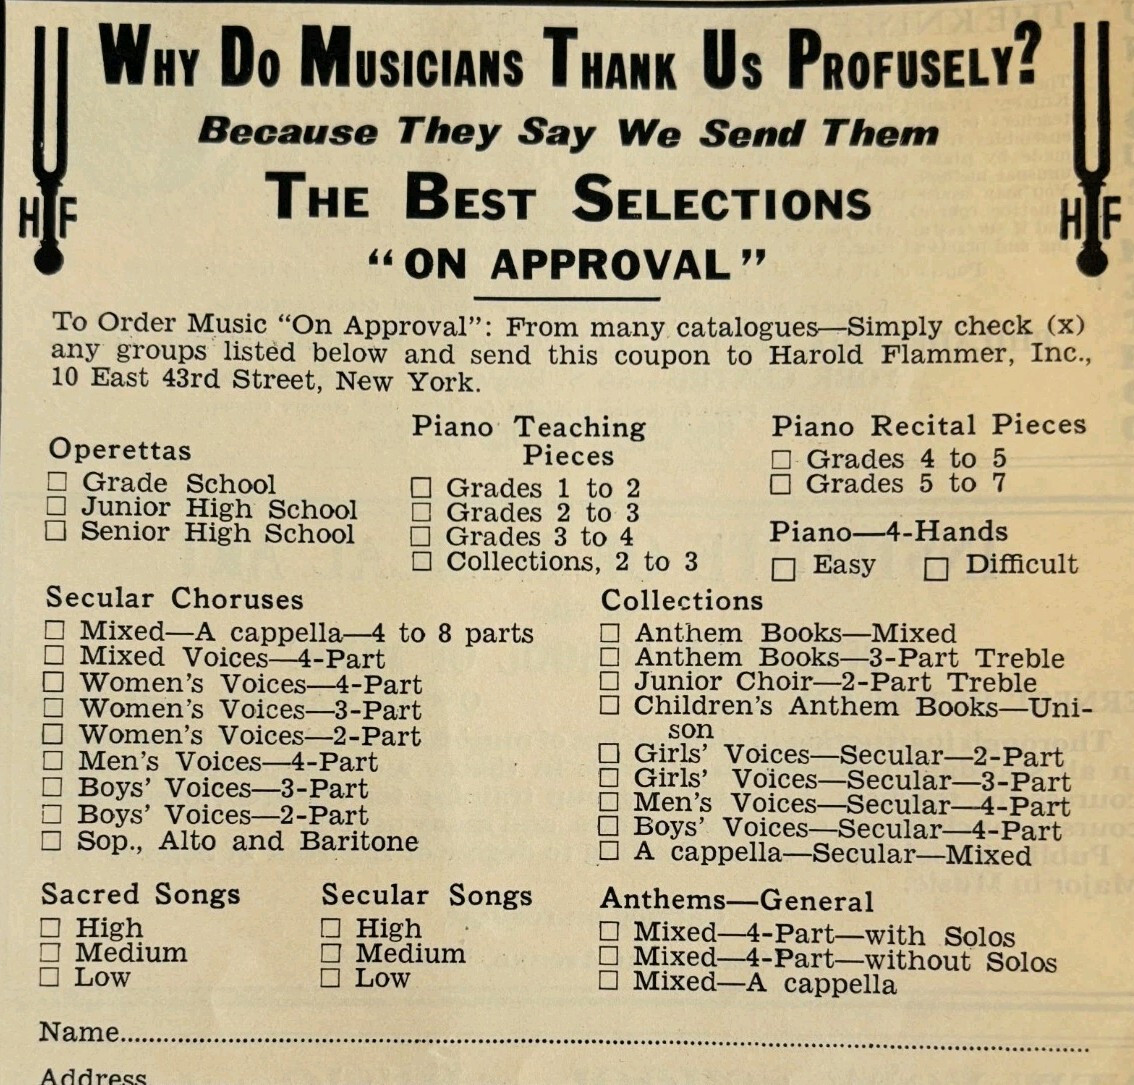 WHY DO MUSICIANS THANK US PROFUSELY?
Because They Say We Send Them
THE BEST SELECTIONS
"ON APPROVAL"
HF
HF
To Order Music "On Approval": From many catalogues—Simply check (x)
any groups listed below and send this coupon to Harold Flammer, Inc.,
10 East 43rd Street, New York.
Operettas
☐ Grade School
☐ Junior High School
☐ Senior High School
Piano Teaching
Pieces
☐ Grades 1 to 2
☐ Grades 2 to 3
☐ Grades 3 to 4
☐ Collections, 2 to 3
Piano Recital Pieces
☐ Grades 4 to 5
☐ Grades 5 to 7
Piano—4-Hands
☐ Easy ☐ Difficult
Secular Choruses
☐ Mixed—A cappella—4 to 8 parts
☐ Mixed Voices—4-Part
☐ Women's Voices—4-Part
☐ Women's Voices—3-Part
☐ Women's Voices—2-Part
☐ Men's Voices—4-Part
☐ Boys' Voices—3-Part
☐ Boys' Voices—2-Part
☐ Sop., Alto and Baritone
Collections
☐ Anthem Books—Mixed
☐ Anthem Books—3-Part Treble
☐ Junior Choir—2-Part Treble
☐ Children's Anthem Books—Uni-
son
☐ Girls' Voices—Secular—2-Part
☐ Girls' Voices—Secular—3-Part
☐ Men's Voices—Secular—4-Part
☐ Boys' Voices—Secular—4-Part
☐ A cappella—Secular—Mixed
Sacred Songs
☐ High
☐ Medium
☐ Low
Secular Songs
☐ High
☐ Medium
☐ Low
Anthems—General
☐ Mixed—4-Part—with Solos
☐ Mixed—4-Part—without Solos
☐ Mixed—A cappella
Name
Address